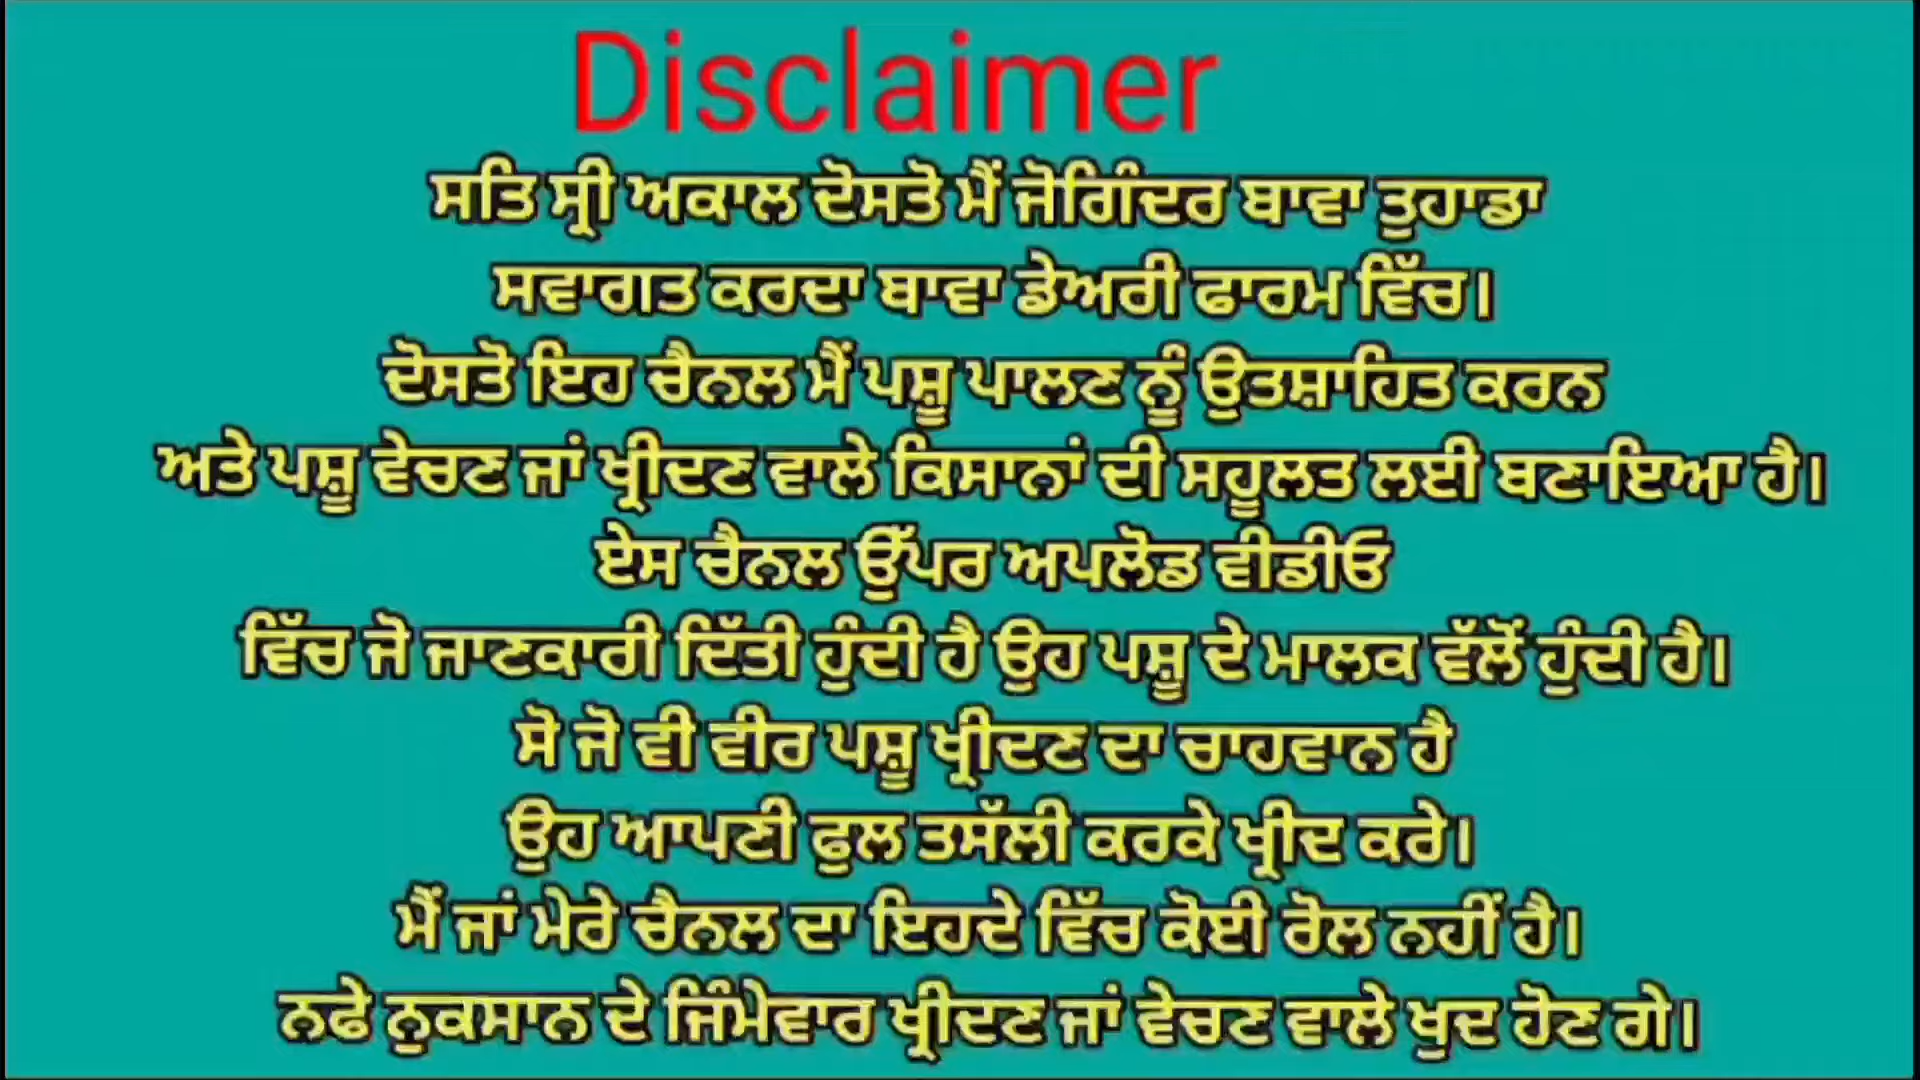 Disclaimer
ਸਤਿ ਸ੍ਰੀ ਅਕਾਲ ਦੋਸਤੋ ਮੈਂ ਜੋਗਿੰਦਰ ਬਾਵਾ ਤੁਹਾਡਾ
ਸਵਾਗਤ ਕਰਦਾ ਬਾਵਾ ਡੇਅਰੀ ਫਾਰਮ ਵਿੱਚ।
ਦੋਸਤੋ ਇਹ ਚੈਨਲ ਮੈਂ ਪਸ਼ੂ ਪਾਲਣ ਨੂੰ ਉਤਸ਼ਾਹਿਤ ਕਰਨ
ਅਤੇ ਪਸ਼ੂ ਵੇਚਣ ਜਾਂ ਖ੍ਰੀਦਣ ਵਾਲੇ ਕਿਸਾਨਾਂ ਦੀ ਸਹੂਲਤ ਲਈ ਬਣਾਇਆ ਹੈ।
ਏਸ ਚੈਨਲ ਉੱਪਰ ਅਪਲੋਡ ਵੀਡੀਓ
ਵਿੱਚ ਜੋ ਜਾਣਕਾਰੀ ਦਿੱਤੀ ਹੁੰਦੀ ਹੈ ਉਹ ਪਸ਼ੂ ਦੇ ਮਾਲਕ ਵੱਲੋਂ ਹੁੰਦੀ ਹੈ।
ਸੋ ਜੋ ਵੀ ਵੀਰ ਪਸ਼ੂ ਖ੍ਰੀਦਣ ਦਾ ਚਾਹਵਾਨ ਹੈ
ਉਹ ਆਪਣੀ ਫੁਲ ਤਸੱਲੀ ਕਰਕੇ ਖ੍ਰੀਦ ਕਰੇ।
ਮੈਂ ਜਾਂ ਮੇਰੇ ਚੈਨਲ ਦਾ ਇਹਦੇ ਵਿੱਚ ਕੋਈ ਰੋਲ ਨਹੀਂ ਹੈ।
ਨਫੇ ਨੁਕਸਾਨ ਦੇ ਜਿੰਮੇਵਾਰ ਖ੍ਰੀਦਣ ਜਾਂ ਵੇਚਣ ਵਾਲੇ ਖੁਦ ਹੋਣ ਗੇ।